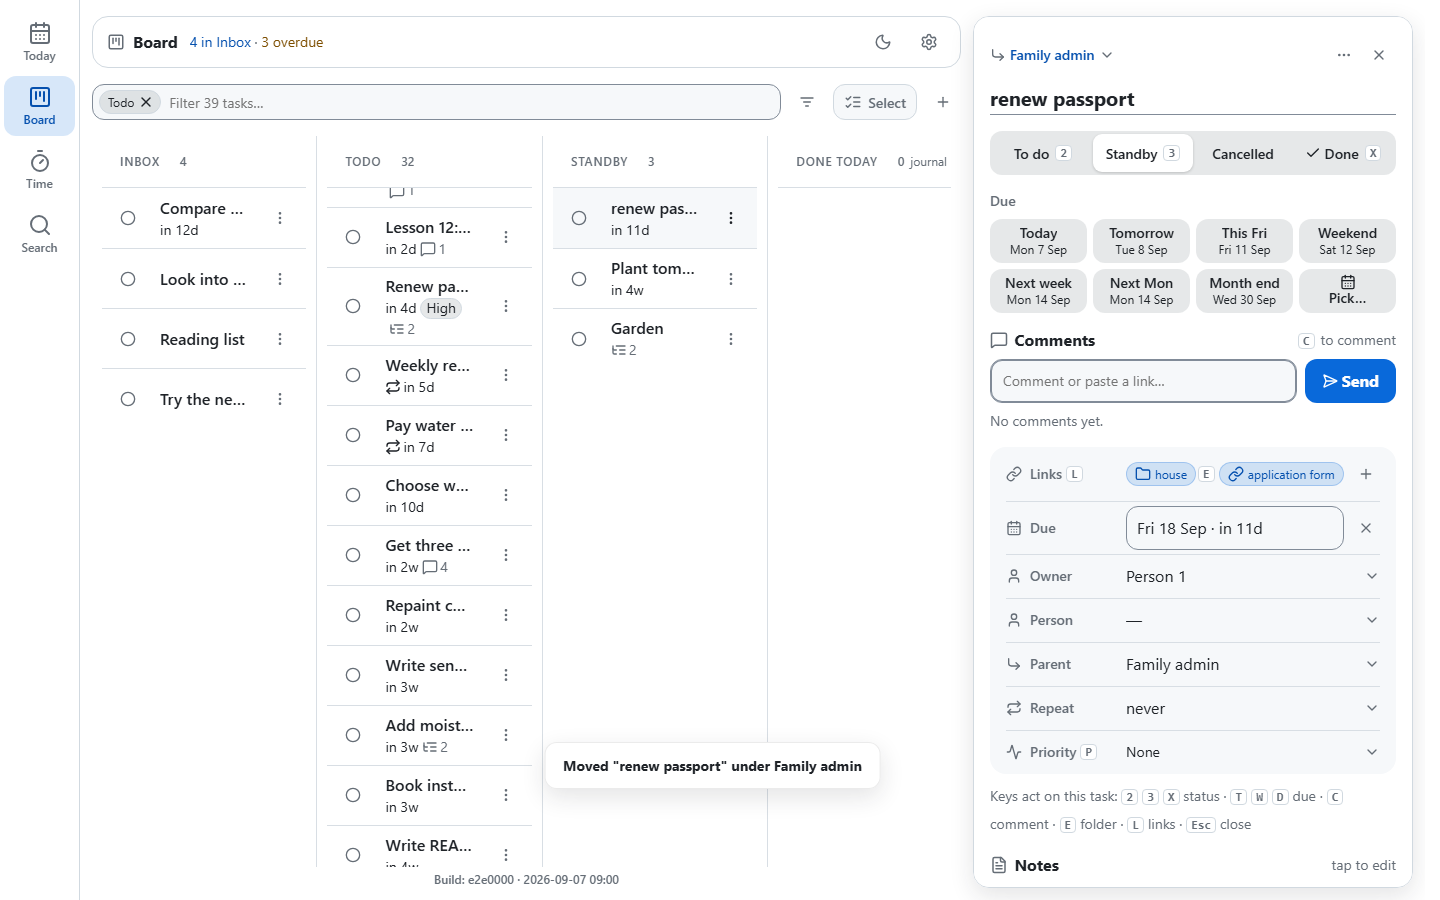 Today
Board
Time
Search
Board
4 in Inbox · 3 overdue
Todo
Filter 39 tasks...
Select
INBOX 4
Compare ...
in 12d
Look into ...
Reading list
Try the ne...
TODO 32
1
Lesson 12:...
in 2d 1
Renew pa...
in 4d High
2
Weekly re...
in 5d
Pay water ...
in 7d
Choose w...
in 10d
Get three ...
in 2w 4
Repaint c...
in 2w
Write sen...
in 3w
Add moist...
in 3w 2
Book inst...
in 3w
Write REA...
in 4w
STANDBY 3
renew pas...
in 11d
Plant tom...
in 4w
Garden
2
DONE TODAY 0 journal
Moved "renew passport" under Family admin
Build: e2e0000 · 2026-09-07 09:00
Family admin
renew passport
To do 2
Standby 3
Cancelled
Done X
Due
Today
Mon 7 Sep
Tomorrow
Tue 8 Sep
This Fri
Fri 11 Sep
Weekend
Sat 12 Sep
Next week
Mon 14 Sep
Next Mon
Mon 14 Sep
Month end
Wed 30 Sep
Pick...
Comments
C to comment
Comment or paste a link...
Send
No comments yet.
Links L house E application form
Due Fri 18 Sep · in 11d
Owner Person 1
Person —
Parent Family admin
Repeat never
Priority P None
Keys act on this task: 2 3 X status · T W D due · C
comment · E folder · L links · Esc close
Notes
tap to edit